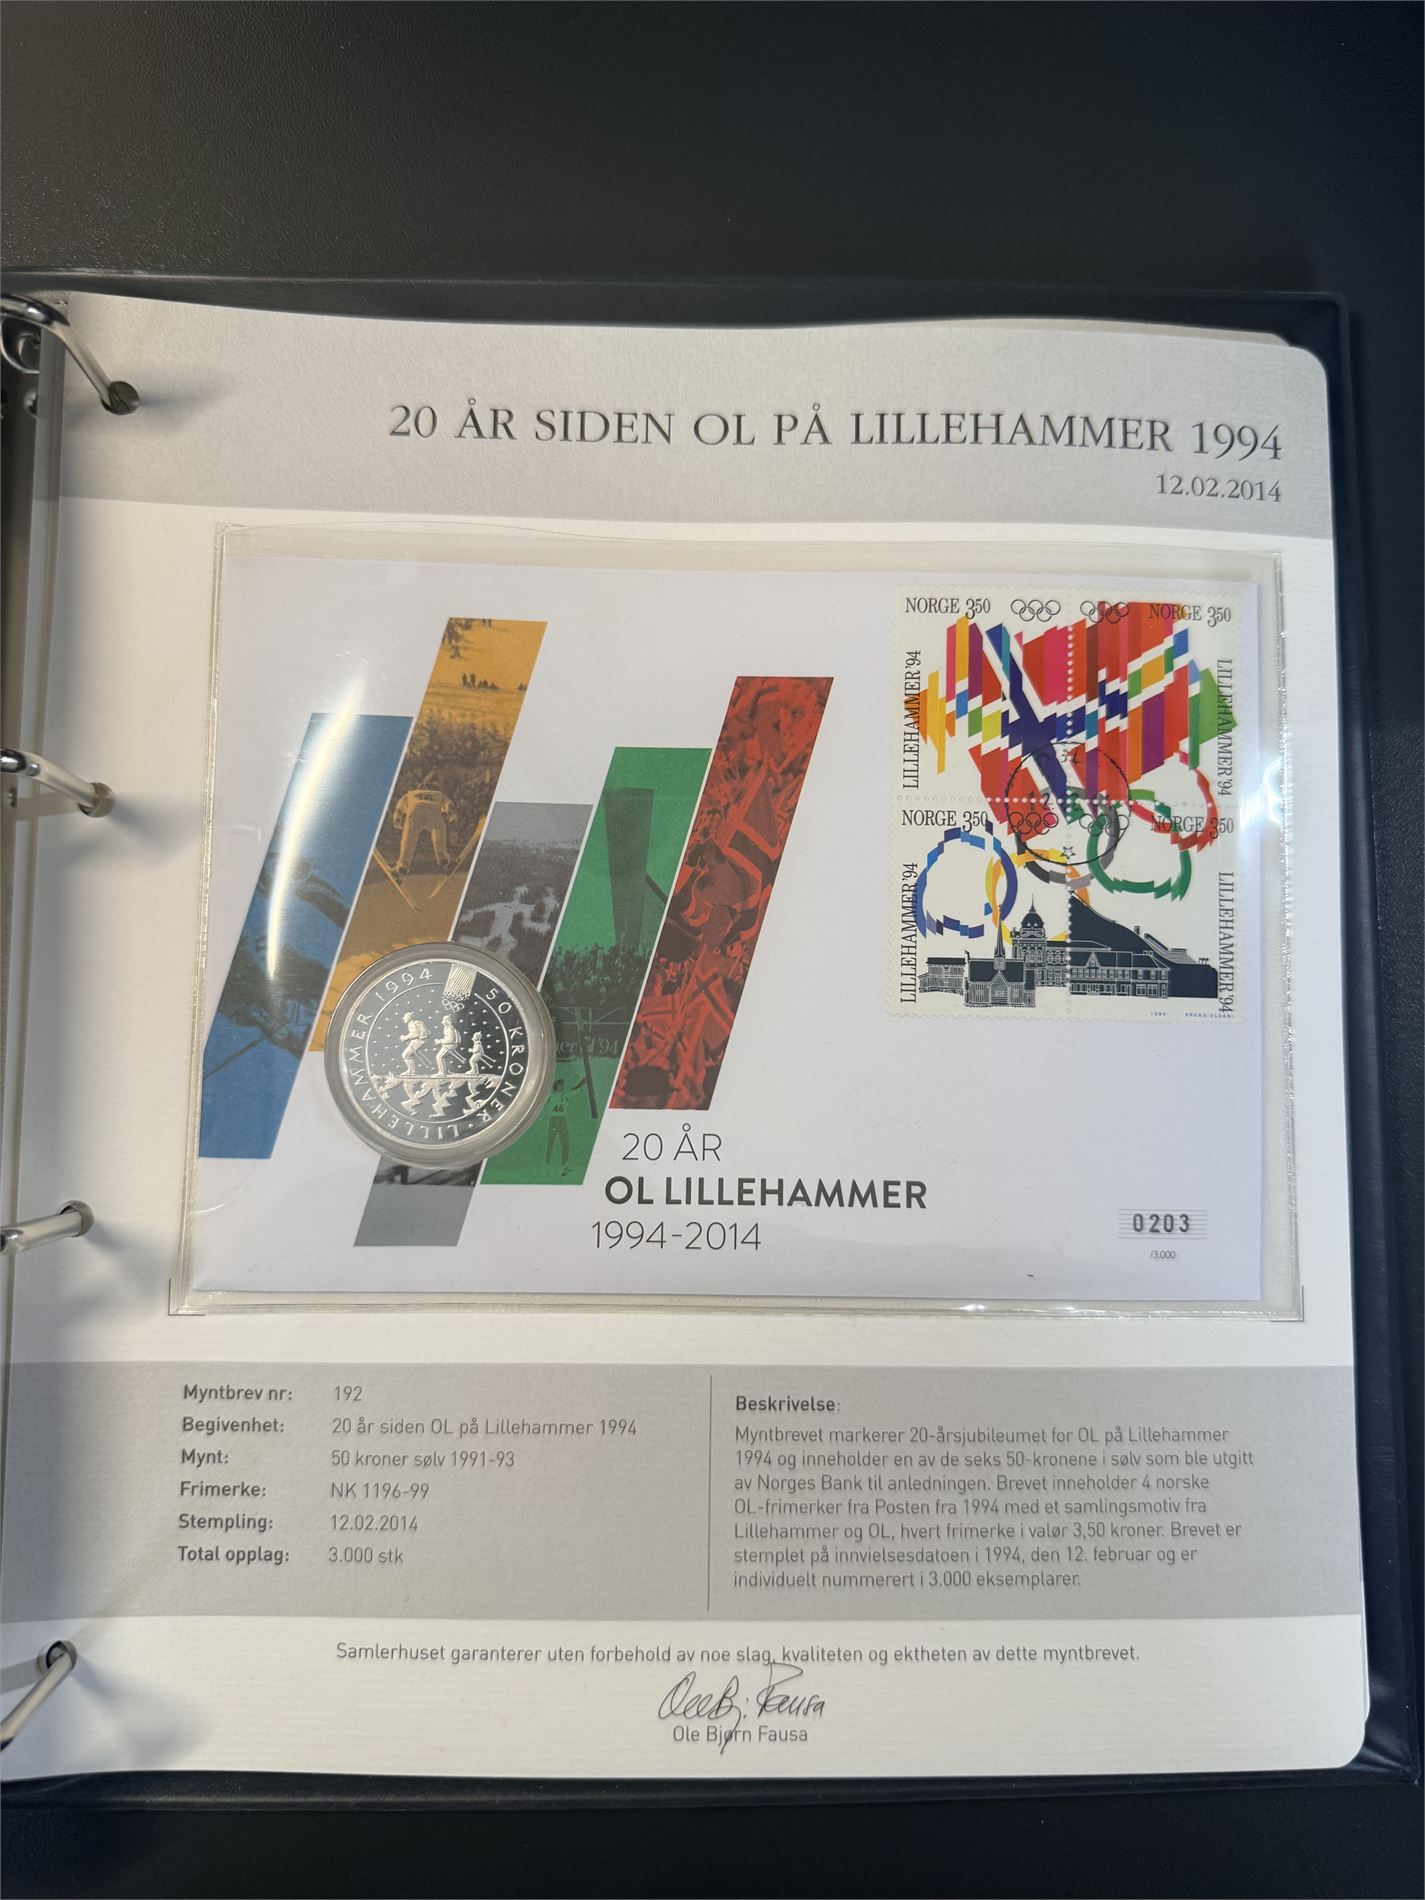 20 ÅR SIDEN OL PÅ LILLEHAMMER 1994
12.02.2014
NORGE 3.50
LILLEHAMMER'94
NORGE 3.50
LILLEHAMMER'94
NORGE 3.50
LILLEHAMMER'94
NORGE 3.50
LILLEHAMMER'94
1994 BRUNO OLDANI
LILLEHAMMER 1994
50 KRONER · LILLEHAMMER
46
20 ÅR
OL LILLEHAMMER
1994-2014
0203
/3.000
Myntbrev nr: 192
Begivenhet: 20 år siden OL på Lillehammer 1994
Mynt: 50 kroner sølv 1991-93
Frimerke: NK 1196-99
Stempling: 12.02.2014
Total opplag: 3.000 stk
Beskrivelse:
Myntbrevet markerer 20-årsjubileumet for OL på Lillehammer
1994 og inneholder en av de seks 50-kronene i sølv som ble utgitt
av Norges Bank til anledningen. Brevet inneholder 4 norske
OL-frimerker fra Posten fra 1994 med et samlingsmotiv fra
Lillehammer og OL, hvert frimerke i valør 3,50 kroner. Brevet er
stemplet på innvielsesdatoen i 1994, den 12. februar og er
individuelt nummerert i 3.000 eksemplarer.
Samlerhuset garanterer uten forbehold av noe slag, kvaliteten og ektheten av dette myntbrevet.
Ole Bj. Fausa
Ole Bjørn Fausa